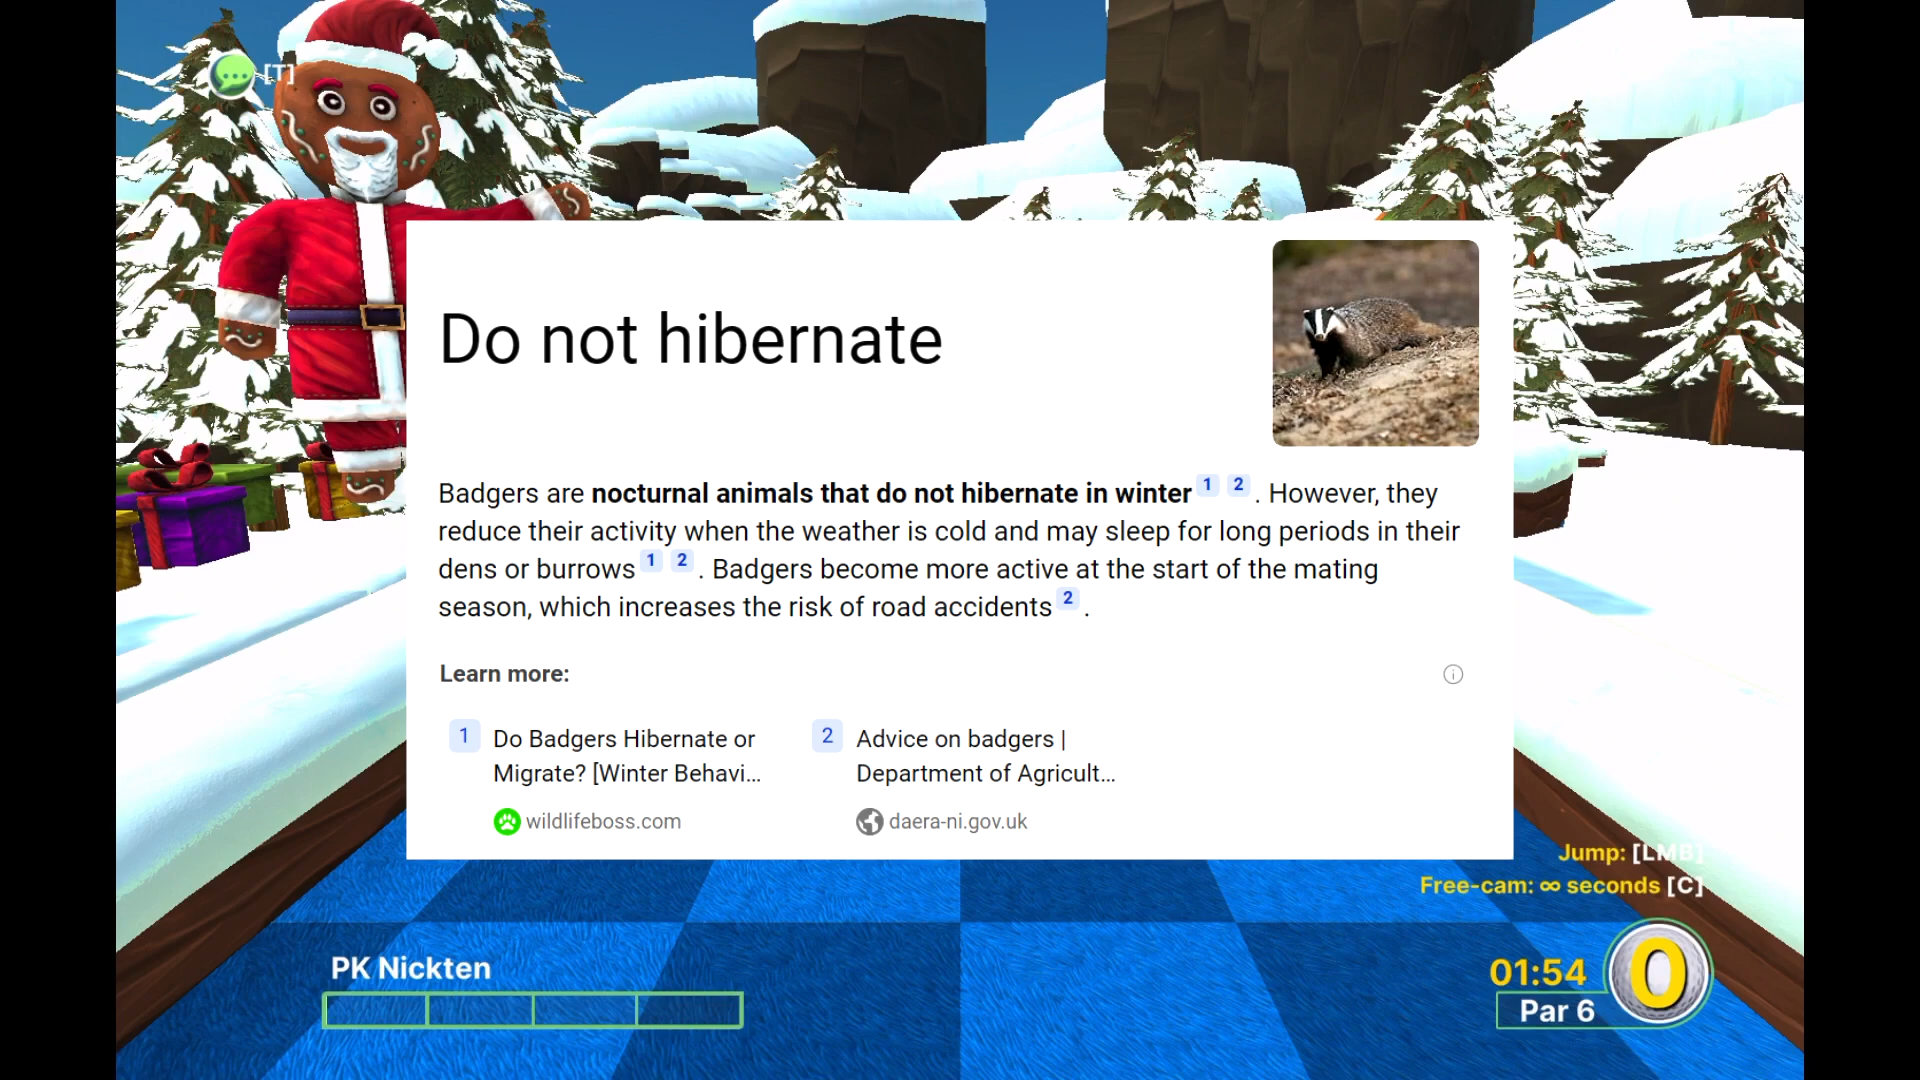 [T]
Do not hibernate
Badgers are nocturnal animals that do not hibernate in winter 1 2 . However, they
reduce their activity when the weather is cold and may sleep for long periods in their
dens or burrows 1 2 . Badgers become more active at the start of the mating
season, which increases the risk of road accidents 2 .
Learn more:
1 Do Badgers Hibernate or
Migrate? [Winter Behavi...
wildlifeboss.com
2 Advice on badgers |
Department of Agricult...
daera-ni.gov.uk
Jump: [LMB]
Free-cam: ∞ seconds [C]
PK Nickten
01:54
Par 6
0